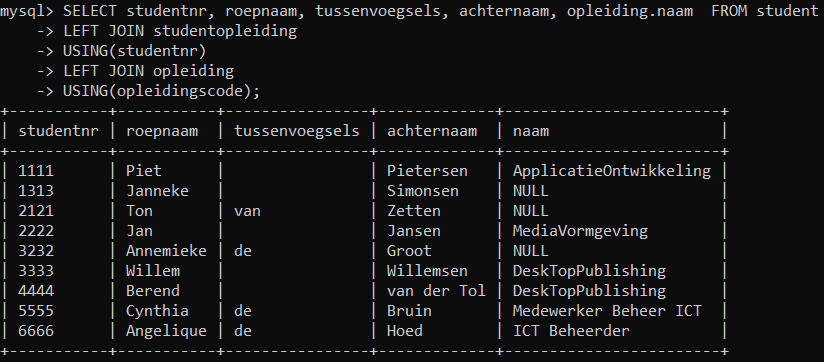 mysql> SELECT studentnr, roepnaam, tussenvoegsels, achternaam, opleiding.naam  FROM student
    -> LEFT JOIN studentopleiding
    -> USING(studentnr)
    -> LEFT JOIN opleiding
    -> USING(opleidingscode);
+-----------+-----------+----------------+-------------+-----------------------+
| studentnr | roepnaam  | tussenvoegsels | achternaam  | naam                  |
+-----------+-----------+----------------+-------------+-----------------------+
| 1111      | Piet      |                | Pietersen   | ApplicatieOntwikkeling |
| 1313      | Janneke   |                | Simonsen    | NULL                  |
| 2121      | Ton       | van            | Zetten      | NULL                  |
| 2222      | Jan       |                | Jansen      | MediaVormgeving       |
| 3232      | Annemieke | de             | Groot       | NULL                  |
| 3333      | Willem    |                | Willemsen   | DeskTopPublishing     |
| 4444      | Berend    |                | van der Tol | DeskTopPublishing     |
| 5555      | Cynthia   | de             | Bruin       | Medewerker Beheer ICT |
| 6666      | Angelique | de             | Hoed        | ICT Beheerder         |
+-----------+-----------+----------------+-------------+-----------------------+